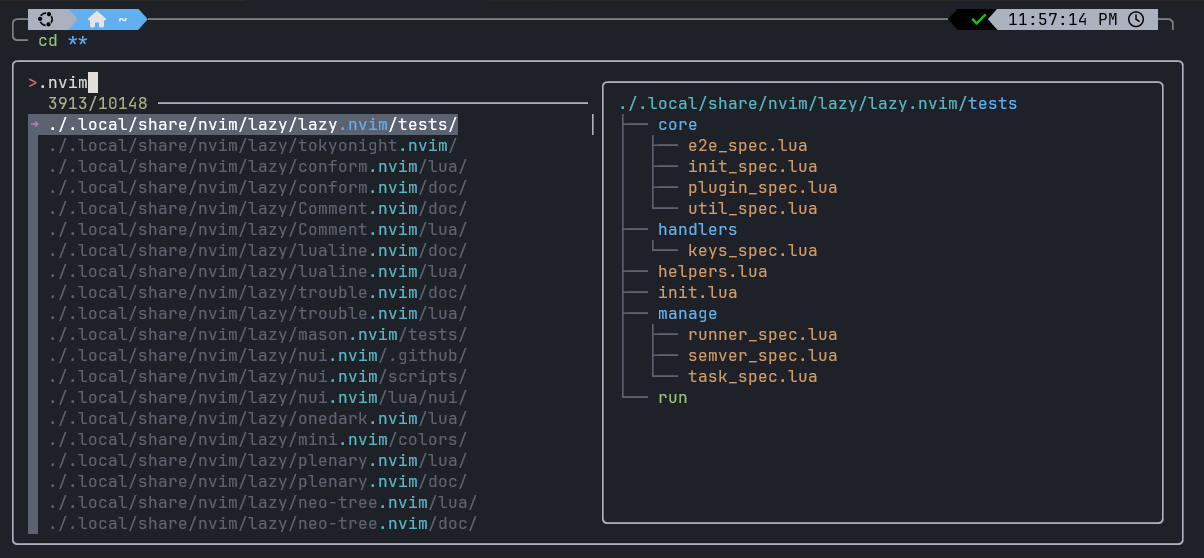 ~ 11:57:14 PM
cd **
>.nvim
3913/10148
./.local/share/nvim/lazy/lazy.nvim/tests/
./.local/share/nvim/lazy/tokyonight.nvim/
./.local/share/nvim/lazy/conform.nvim/lua/
./.local/share/nvim/lazy/conform.nvim/doc/
./.local/share/nvim/lazy/Comment.nvim/doc/
./.local/share/nvim/lazy/Comment.nvim/lua/
./.local/share/nvim/lazy/lualine.nvim/doc/
./.local/share/nvim/lazy/lualine.nvim/lua/
./.local/share/nvim/lazy/trouble.nvim/doc/
./.local/share/nvim/lazy/trouble.nvim/lua/
./.local/share/nvim/lazy/mason.nvim/tests/
./.local/share/nvim/lazy/nui.nvim/.github/
./.local/share/nvim/lazy/nui.nvim/scripts/
./.local/share/nvim/lazy/nui.nvim/lua/nui/
./.local/share/nvim/lazy/onedark.nvim/lua/
./.local/share/nvim/lazy/mini.nvim/colors/
./.local/share/nvim/lazy/plenary.nvim/lua/
./.local/share/nvim/lazy/plenary.nvim/doc/
./.local/share/nvim/lazy/neo-tree.nvim/lua/
./.local/share/nvim/lazy/neo-tree.nvim/doc/
./.local/share/nvim/lazy/lazy.nvim/tests
core
e2e_spec.lua
init_spec.lua
plugin_spec.lua
util_spec.lua
handlers
keys_spec.lua
helpers.lua
init.lua
manage
runner_spec.lua
semver_spec.lua
task_spec.lua
run